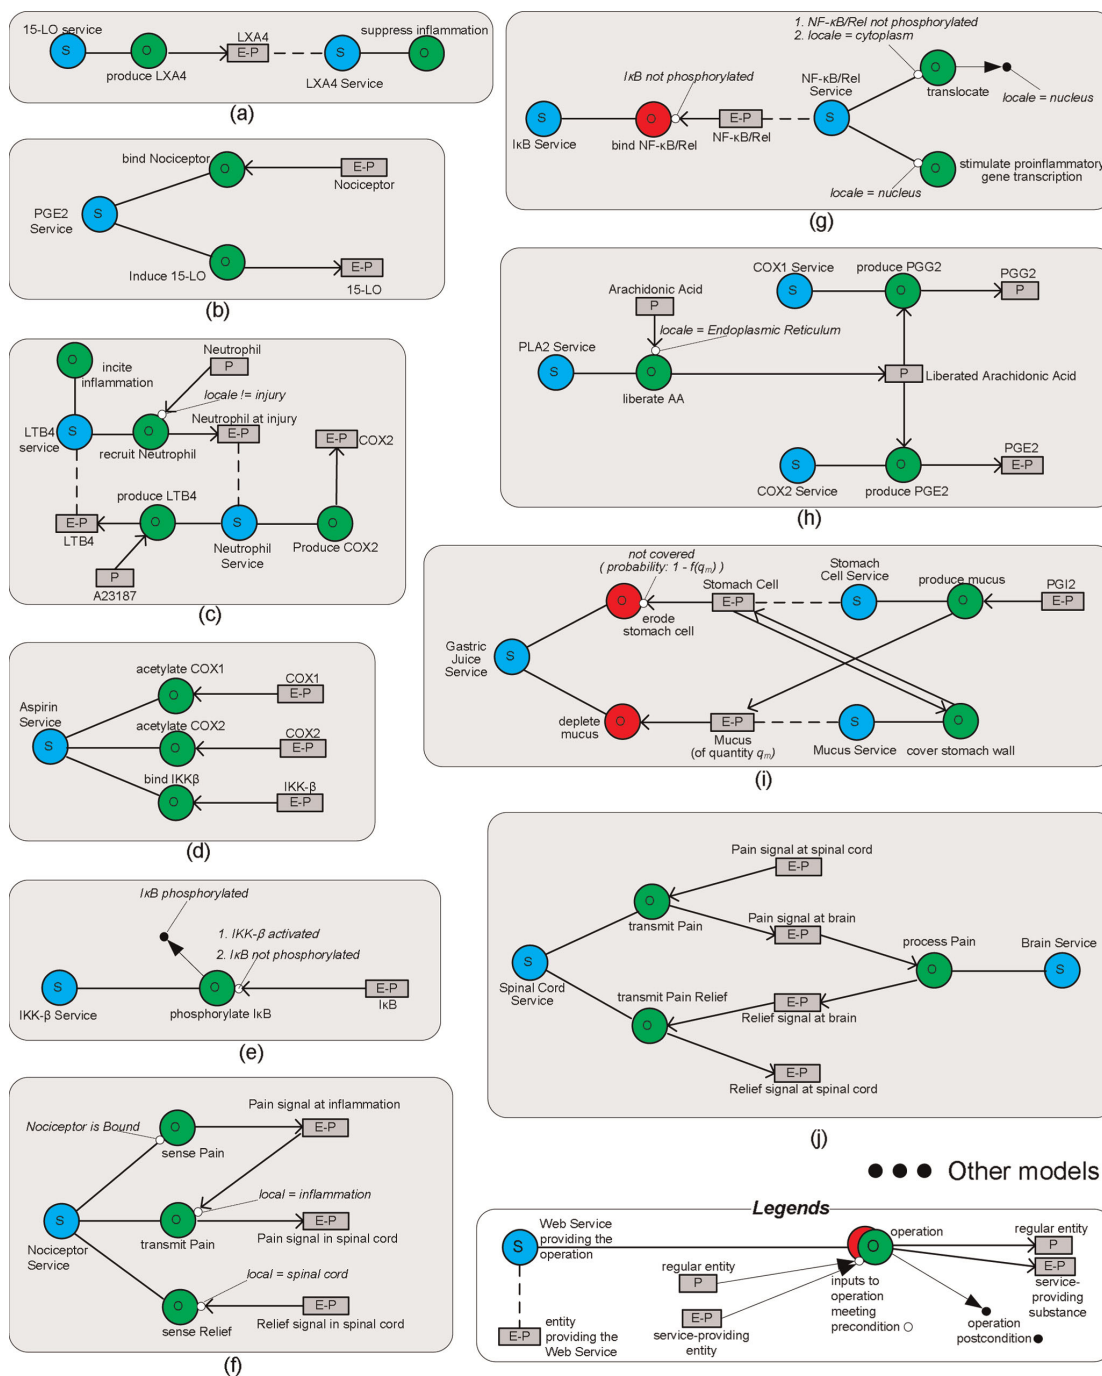 15-LO service
S
O
produce LXA4
LXA4
E-P
S
LXA4 Service
suppress inflammation
O
(a)
bind Nociceptor
O
E-P
Nociceptor
S
PGE2
Service
O
Induce 15-LO
E-P
15-LO
(b)
O
incite
inflammation
Neutrophil
P
locale != injury
LTB4
service
S
O
recruit Neutrophil
Neutrophil at injury
E-P
E-P
COX2
produce LTB4
E-P
LTB4
O
S
Neutrophil
Service
O
Produce COX2
P
A23187
(c)
acetylate COX1
O
COX1
E-P
Aspirin
Service
S
acetylate COX2
O
COX2
E-P
bind IKKβ
O
IKK-β
E-P
(d)
IκB phosphorylated
1. IKK-β activated
2. IκB not phosphorylated
S
IKK-β Service
O
phosphorylate IκB
E-P
IκB
(e)
Pain signal at inflammation
Nociceptor is Bound
O
sense Pain
E-P
local = inflammation
S
Nociceptor
Service
O
transmit Pain
E-P
Pain signal in spinal cord
local = spinal cord
O
sense Relief
E-P
Relief signal in spinal cord
(f)
1. NF-κB/Rel not phosphorylated
2. locale = cytoplasm
IκB not phosphorylated
NF-κB/Rel
Service
O
translocate
locale = nucleus
S
IκB Service
O
bind NF-κB/Rel
E-P
NF-κB/Rel
S
O
stimulate proinflammatory
gene transcription
locale = nucleus
(g)
COX1 Service
S
produce PGG2
O
PGG2
P
Arachidonic Acid
P
locale = Endoplasmic Reticulum
PLA2 Service
S
O
liberate AA
P
Liberated Arachidonic Acid
S
COX2 Service
O
produce PGE2
PGE2
E-P
(h)
not covered
( probability: 1 - f(qm) )
Stomach Cell
E-P
Stomach
Cell Service
S
produce mucus
O
PGI2
E-P
O
erode
stomach cell
Gastric
Juice
Service
S
deplete
mucus
O
E-P
Mucus
(of quantity qm)
S
Mucus Service
O
cover stomach wall
(i)
Pain signal at spinal cord
E-P
O
transmit Pain
Pain signal at brain
E-P
process Pain
O
Brain Service
S
S
Spinal Cord
Service
transmit Pain Relief
O
E-P
Relief signal at brain
E-P
Relief signal at spinal cord
(j)
Other models
Legends
S
Web Service
providing the
operation
O
operation
regular entity
P
E-P
service-
providing
substance
regular entity
P
inputs to
operation
meeting
precondition
operation
postcondition
E-P
service-providing
entity
E-P
entity
providing the
Web Service